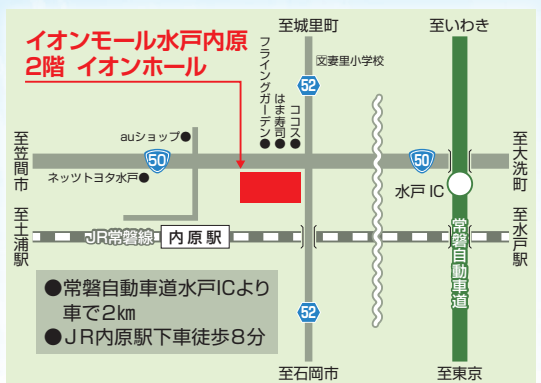 イオンモール水戸内原
2階 イオンホール
至城里町
至いわき
文妻里小学校
52
フライングガーデン●
はま寿司●
ココス●
auショップ●
50
50
至笠間市
至大洗町
ネッツトヨタ水戸●
水戸IC
至土浦駅
JR常磐線
内原駅
常磐自動車道
至水戸駅
●常磐自動車道水戸ICより
車で2km
●JR内原駅下車徒歩8分
52
至石岡市
至東京